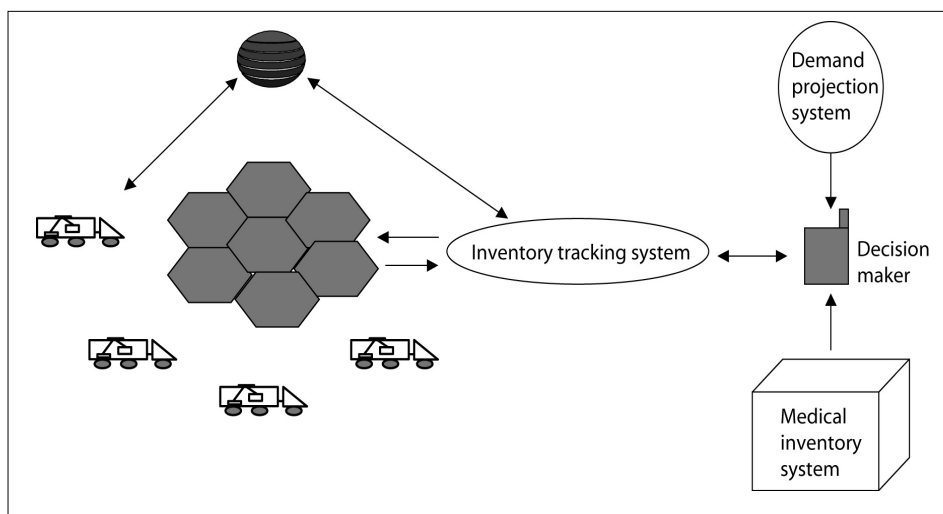 Demand
projection
system
Inventory tracking system
Decision
maker
Medical
inventory
system